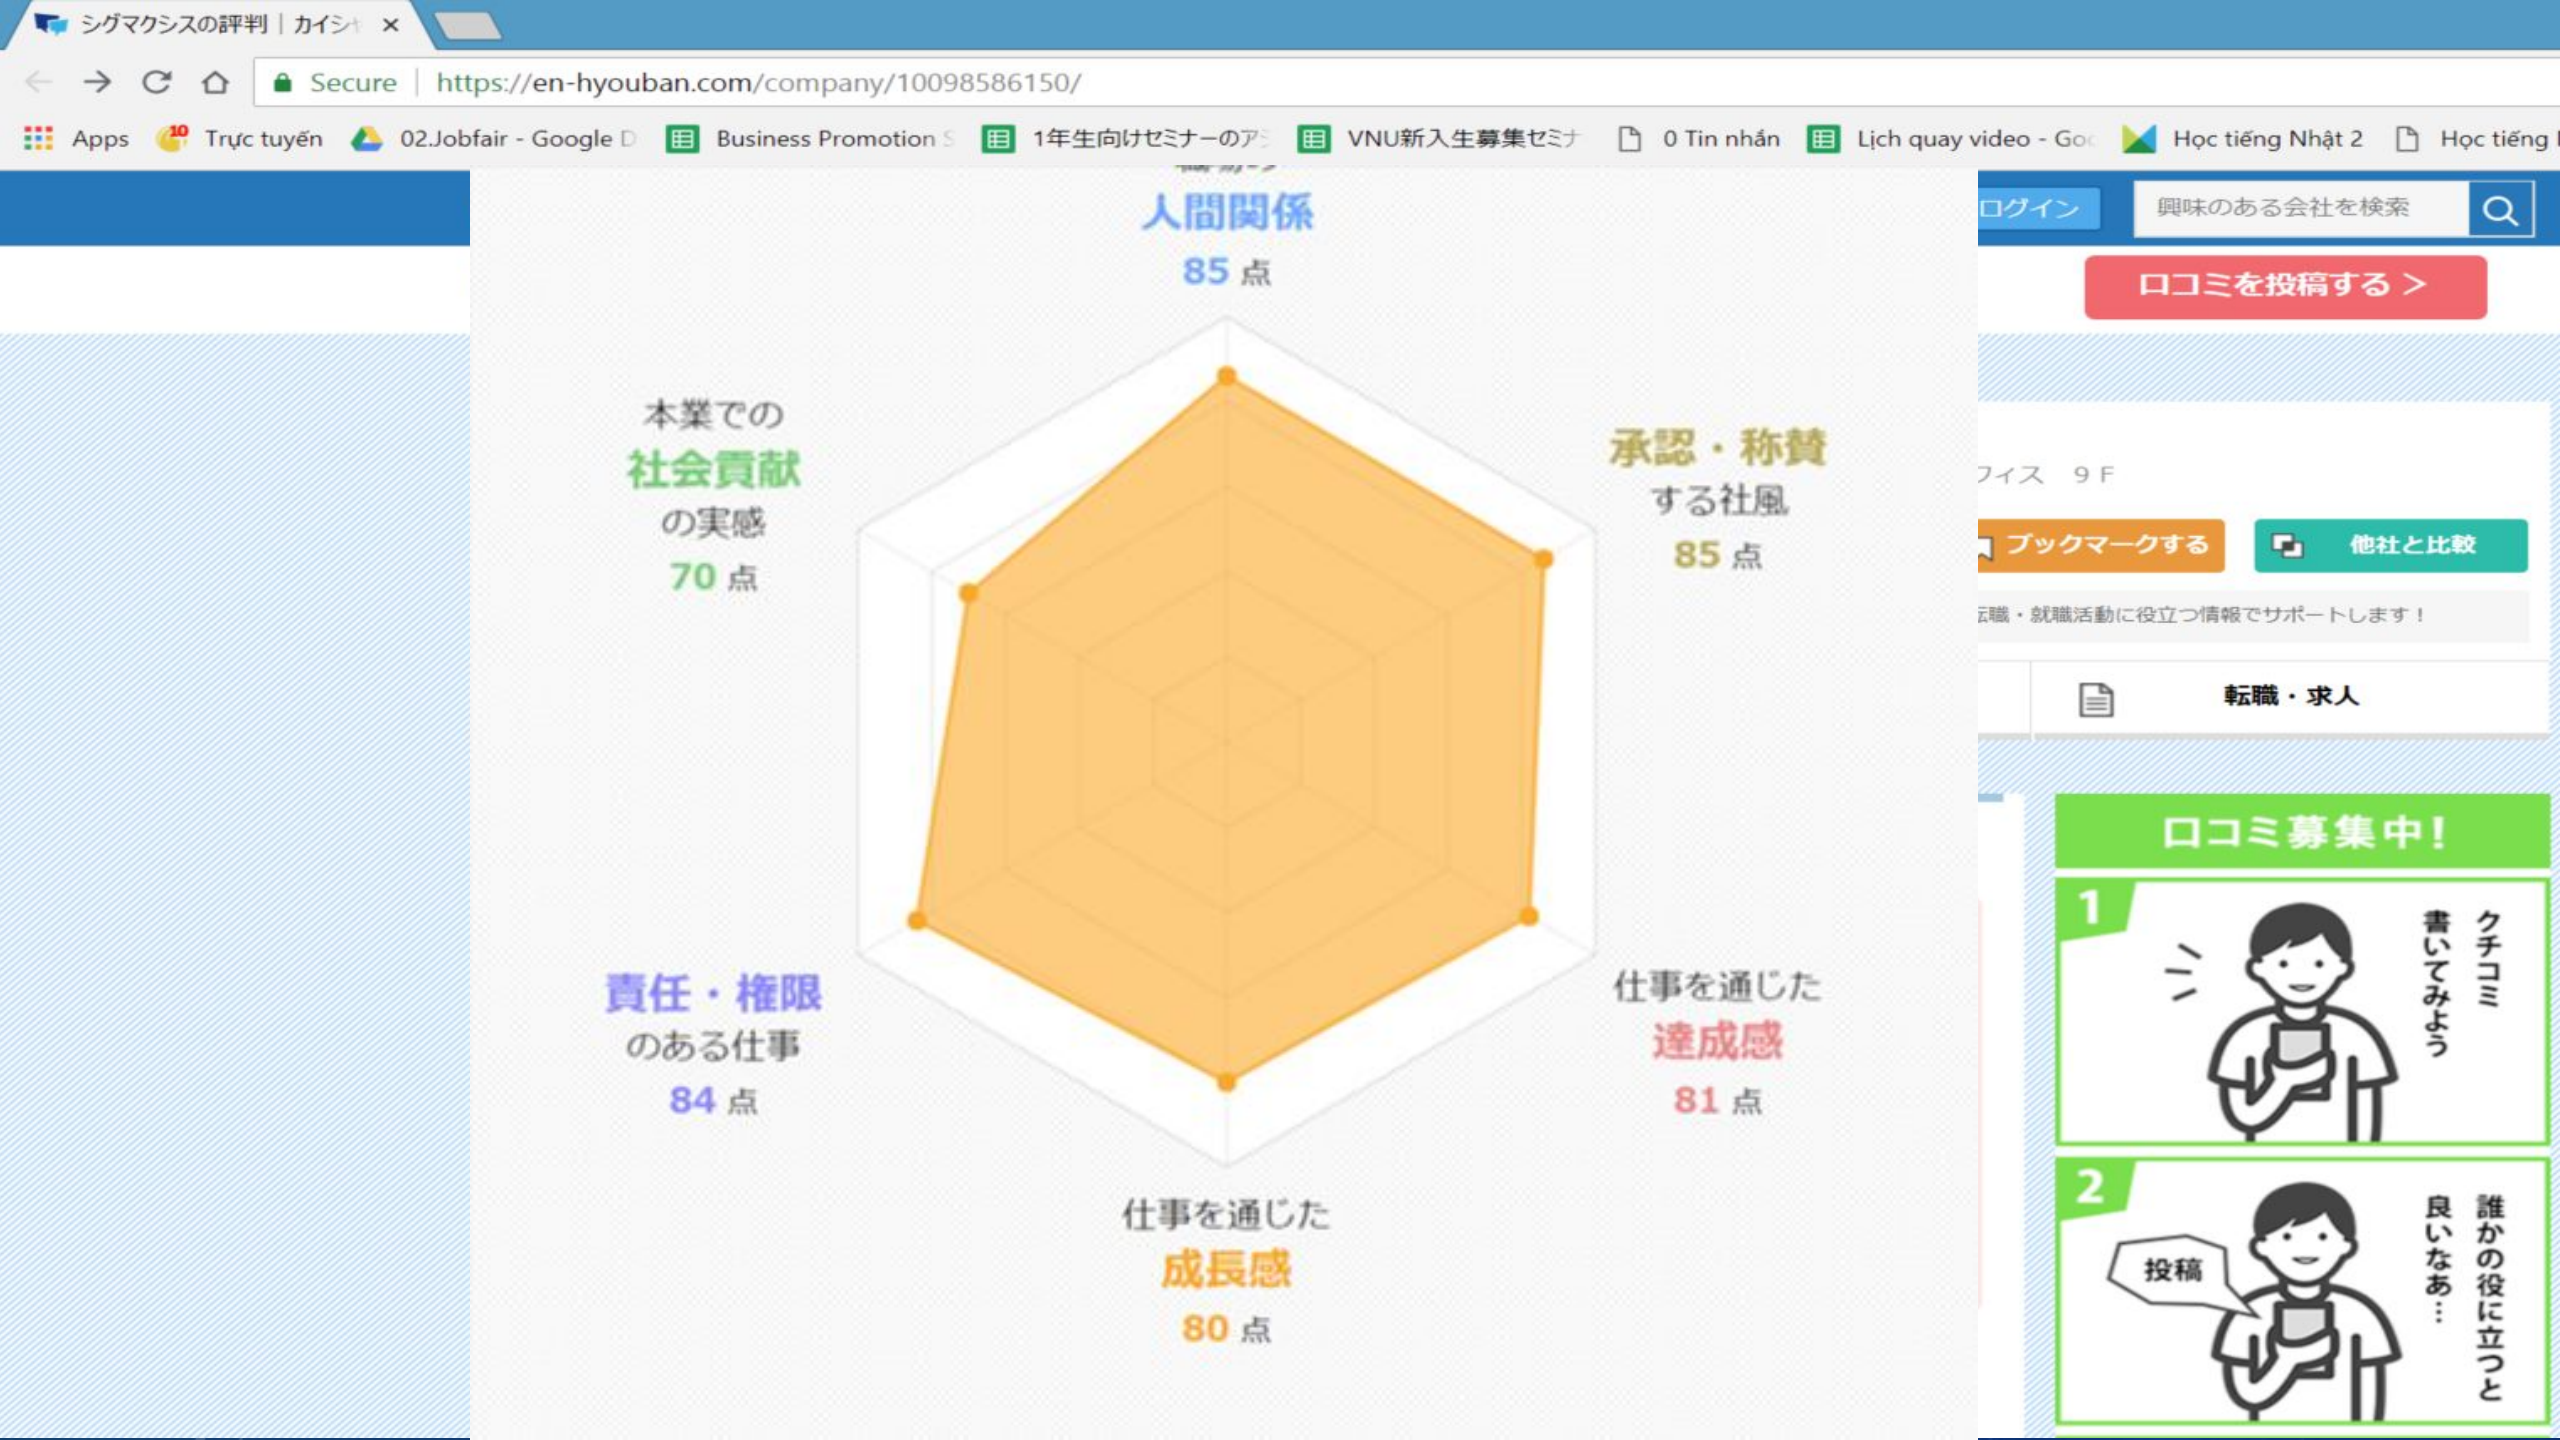 シグマクシスの評判｜カイシャ
Secure
https://en-hyouban.com/company/10098586150/
Apps
10
Trực tuyến
02.Jobfair - Google D
Business Promotion S
1年生向けセミナーのア
VNU新入生募集セミナ
0 Tin nhắn
Lịch quay video - Goo
Học tiếng Nhật 2
Học tiếng
ログイン
興味のある会社を検索
口コミを投稿する ＞
人間関係
85 点
承認・称賛
する社風
85 点
仕事を通じた
達成感
81 点
仕事を通じた
成長感
80 点
責任・権限
のある仕事
84 点
本業での
社会貢献
の実感
70 点
フィス　９Ｆ
ブックマークする
他社と比較
転職・就職活動に役立つ情報でサポートします！
転職・求人
口コミ募集中!
1
クチコミ
書いてみよう
2
誰かの役に立つと
良いなあ…
投稿